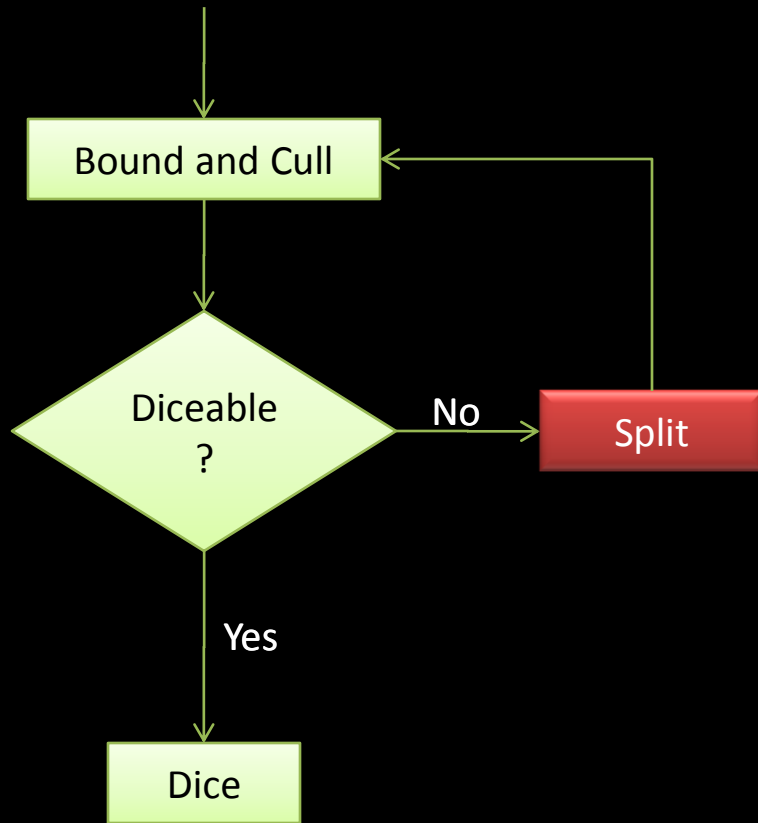 Bound and Cull
Diceable
?
No
Split
Yes
Dice